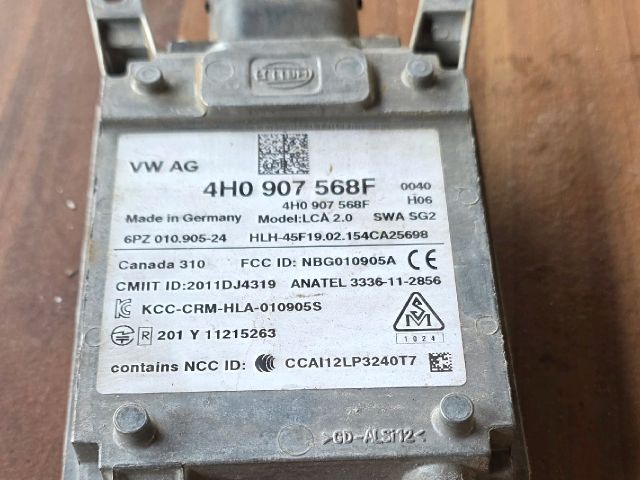 HELLA
VW AG
4H0 907 568F 0040
4H0 907 568F H06
Made in Germany Model:LCA 2.0 SWA SG2
6PZ 010.905-24 HLH-45F19.02.154CA25698
Canada 310 FCC ID: NBG010905A CE
CMIIT ID:2011DJ4319 ANATEL 3336-11-2856
KCC-CRM-HLA-010905S
R 201 Y 11215263
1024
contains NCC ID: CCAI12LP3240T7
>GD-ALSi12<